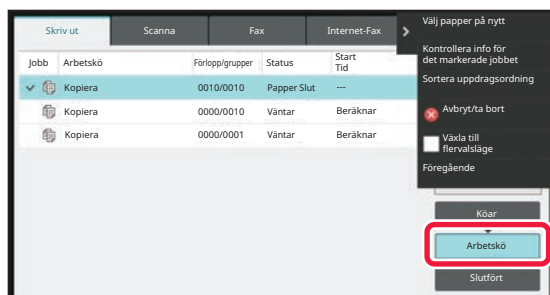 Skriv ut Scanna Fax Internet-Fax
Jobb Arbetskö Förlopp/grupper Status Start Tid
Kopiera 0010/0010 Papper Slut ---
Kopiera 0000/0010 Väntar Beräknar
Kopiera 0000/0001 Väntar Beräknar
Välj papper på nytt
Kontrollera info för
det markerade jobbet
Sortera uppdragsordning
Avbryt/ta bort
Växla till
flervalsläge
Föregående
Köar
Arbetskö
Slutfört